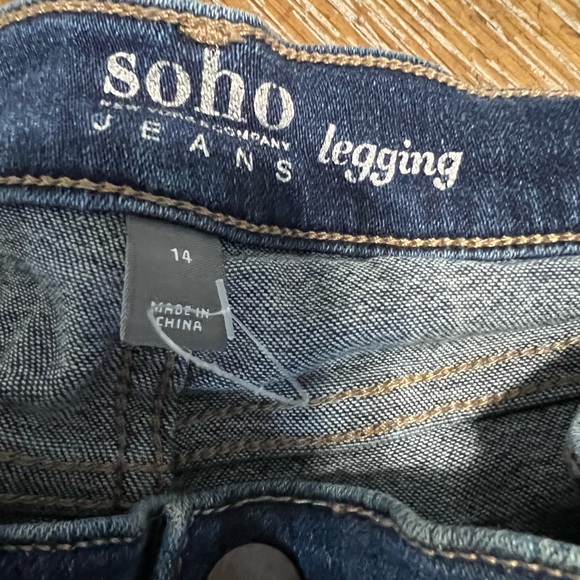 soho
NEW YORK & COMPANY
JEANS
legging
14
MADE IN
CHINA